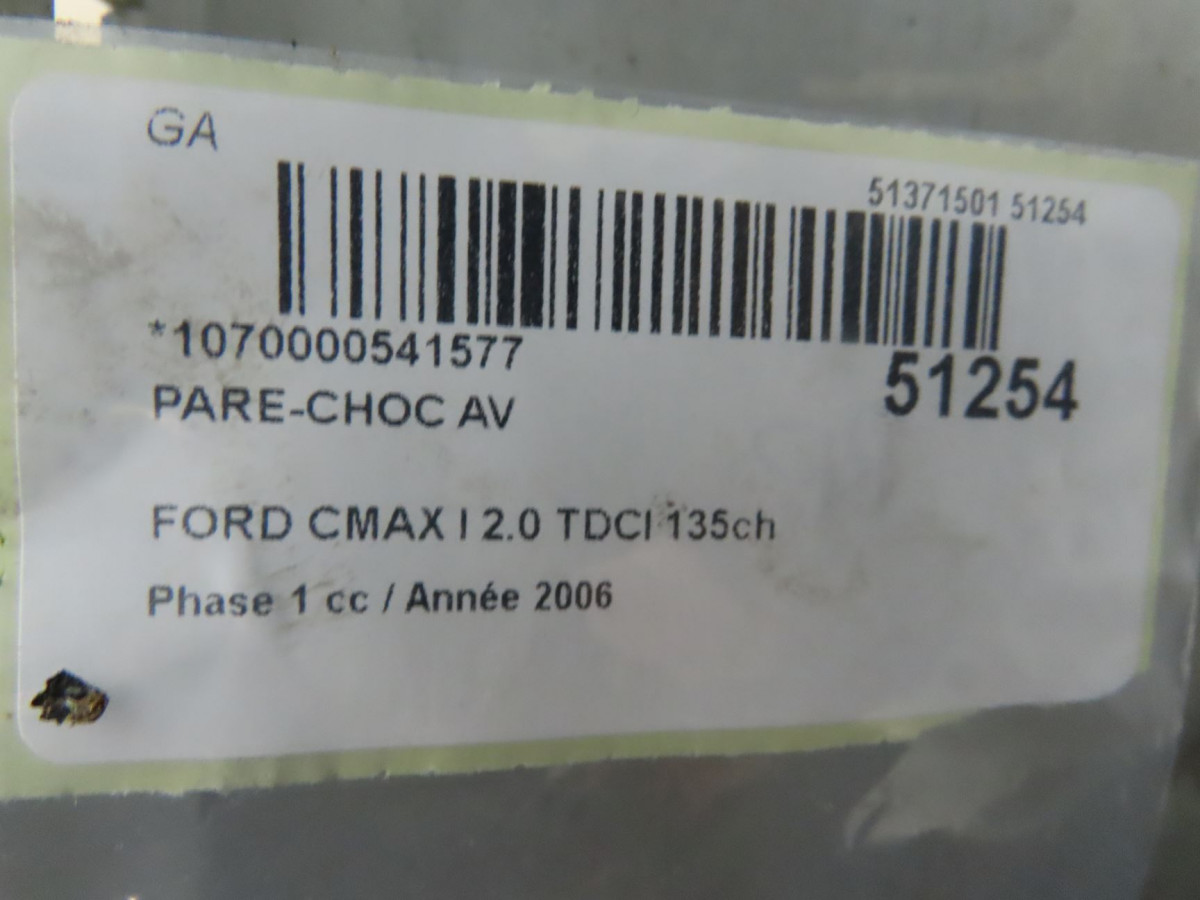 GA
51371501 51254
*1070000541577
51254
PARE-CHOC AV
FORD CMAX I 2.0 TDCI 135ch
Phase 1 cc / Année 2006